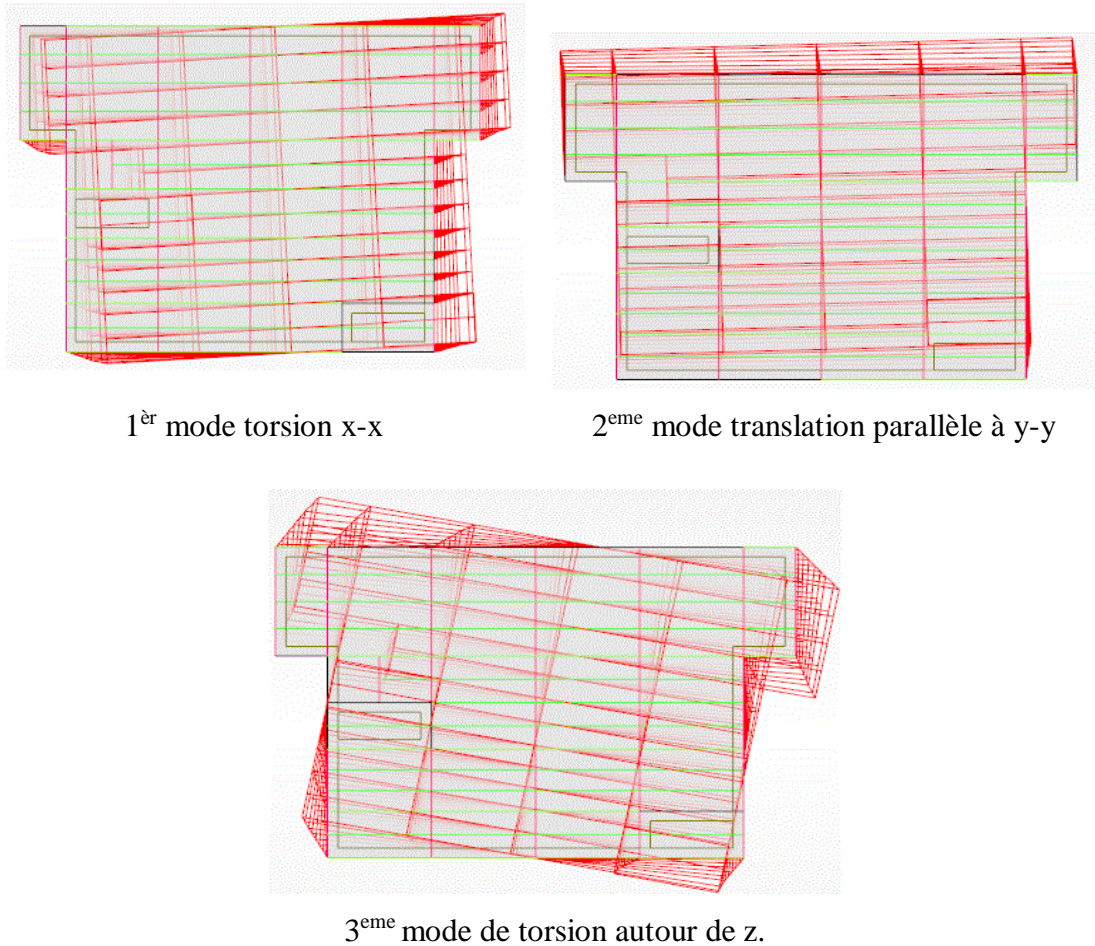 1èr mode torsion x-x
2eme mode translation parallèle à y-y
3eme mode de torsion autour de z.